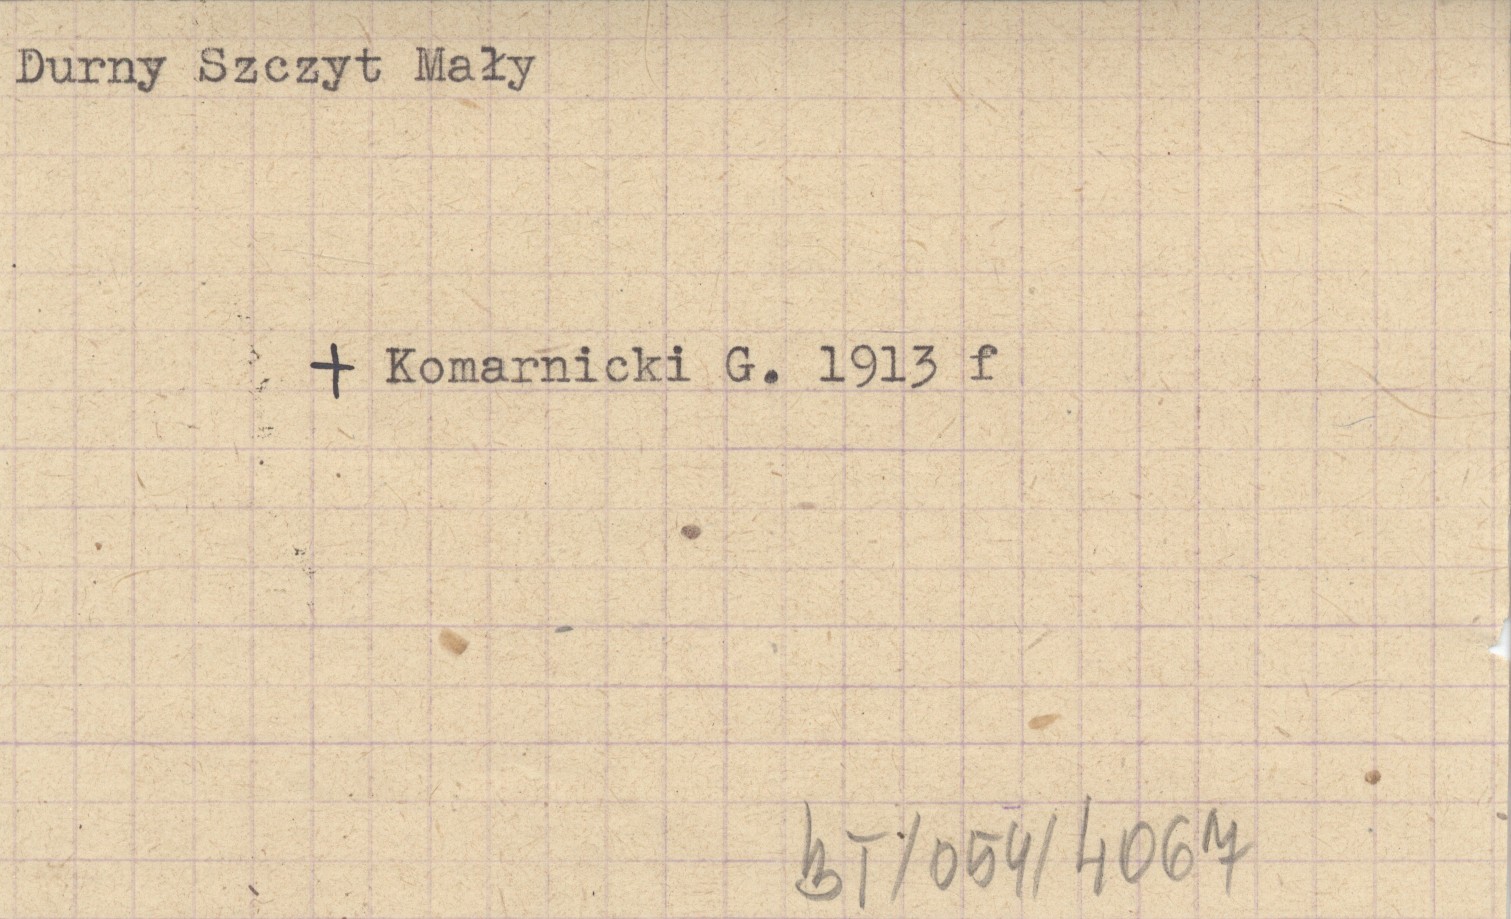 Durny Szczyt Mały
+ Komarnicki G. 1913 f
BT/054/4067